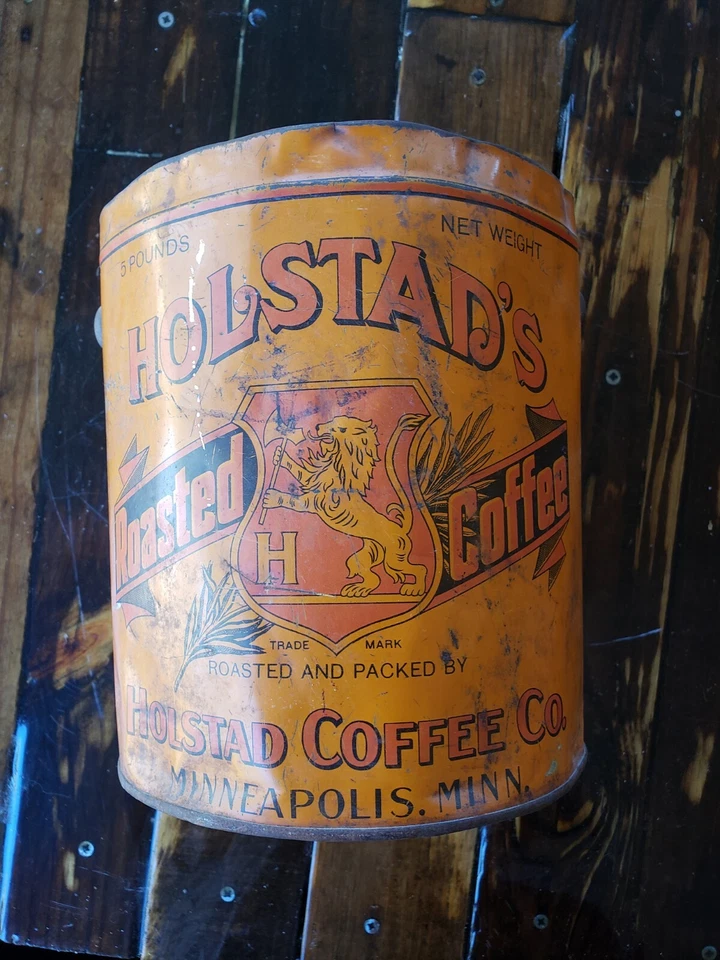 5 POUNDS NET WEIGHT
HOLSTAD'S
Roasted Coffee
H
TRADE MARK
ROASTED AND PACKED BY
HOLSTAD COFFEE CO.
MINNEAPOLIS. MINN.